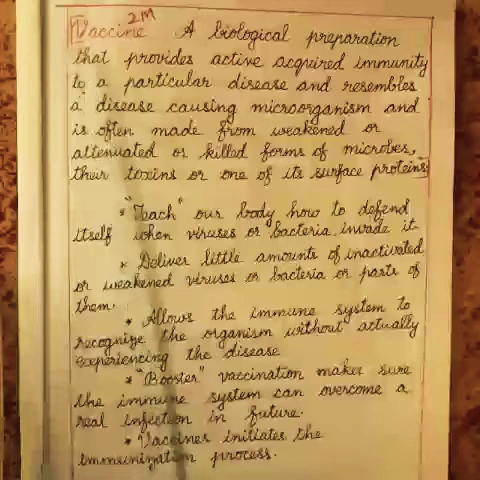 Vaccine 2M A biological preparation
that provides active acquired immunity
to a particular disease and resembles
a disease causing microorganism and
is often made from weakened or
attenuated or killed forms of microbes,
their toxins or one of its surface proteins.
* "Teach" our body how to defend
itself when viruses or bacteria invade it.
* Deliver little amounts of inactivated
or weakened viruses or bacteria or parts of
them.
* Allows the immune system to
recognize the organism without actually
experiencing the disease
* "Booster" vaccination makes sure
the immune system can overcome a
real infection in future.
* Vaccines initiates the
immunization process.